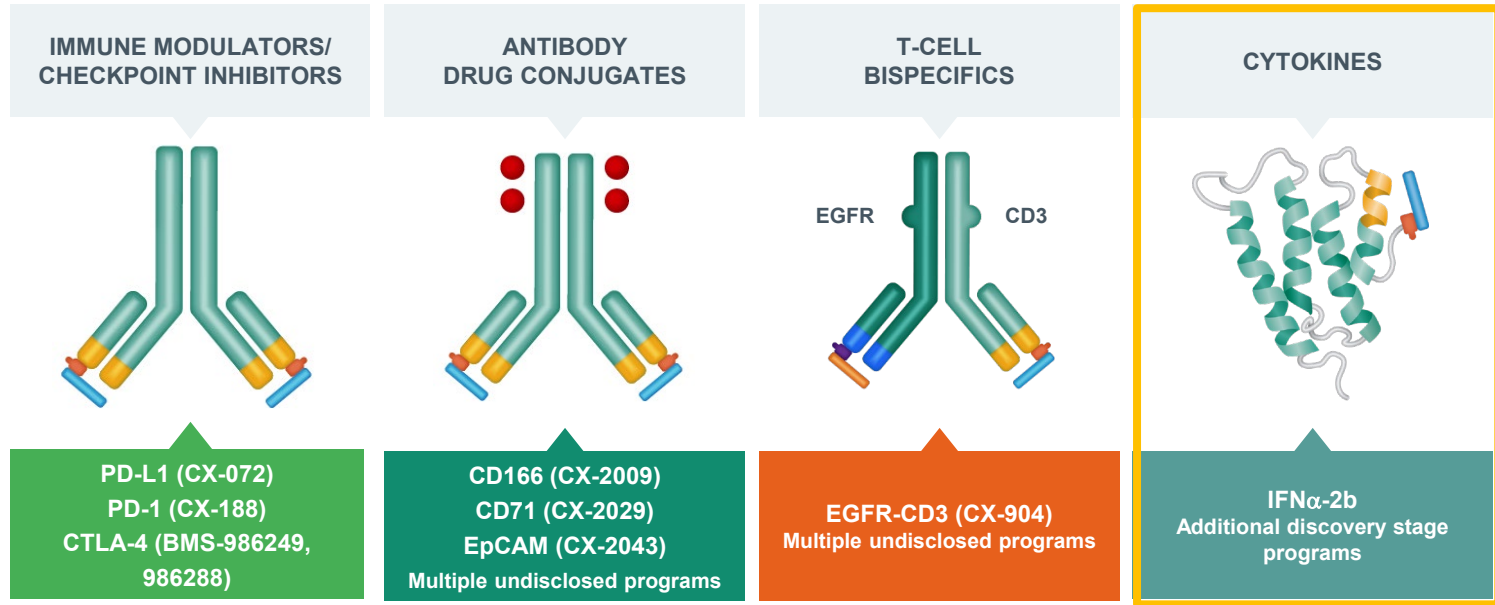 IMMUNE MODULATORS/
CHECKPOINT INHIBITORS
ANTIBODY
DRUG CONJUGATES
T-CELL
BISPECIFICS
CYTOKINES
EGFR
CD3
PD-L1 (CX-072)
PD-1 (CX-188)
CTLA-4 (BMS-986249,
986288)
CD166 (CX-2009)
CD71 (CX-2029)
EpCAM (CX-2043)
Multiple undisclosed programs
EGFR-CD3 (CX-904)
Multiple undisclosed programs
IFNα-2b
Additional discovery stage
programs